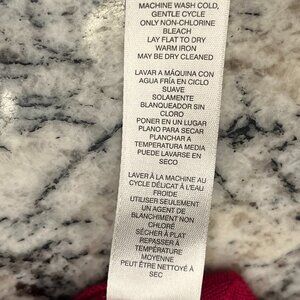 MACHINE WASH COLD,
GENTLE CYCLE
ONLY NON-CHLORINE
BLEACH
LAY FLAT TO DRY
WARM IRON
MAY BE DRY CLEANED
LAVAR A MÁQUINA CON
AGUA FRÍA EN CICLO
SUAVE
SOLAMENTE
BLANQUEADOR SIN
CLORO
PONER EN UN LUGAR
PLANO PARA SECAR
PLANCHAR A
TEMPERATURA MEDIA
PUEDE LAVARSE EN
SECO
LAVER À LA MACHINE AU
CYCLE DÉLICAT À L'EAU
FROIDE
UTILISER SEULEMENT
UN AGENT DE
BLANCHIMENT NON
CHLORÉ
SÉCHER À PLAT
REPASSER À
TEMPÉRATURE
MOYENNE
PEUT ÊTRE NETTOYÉ À
SEC